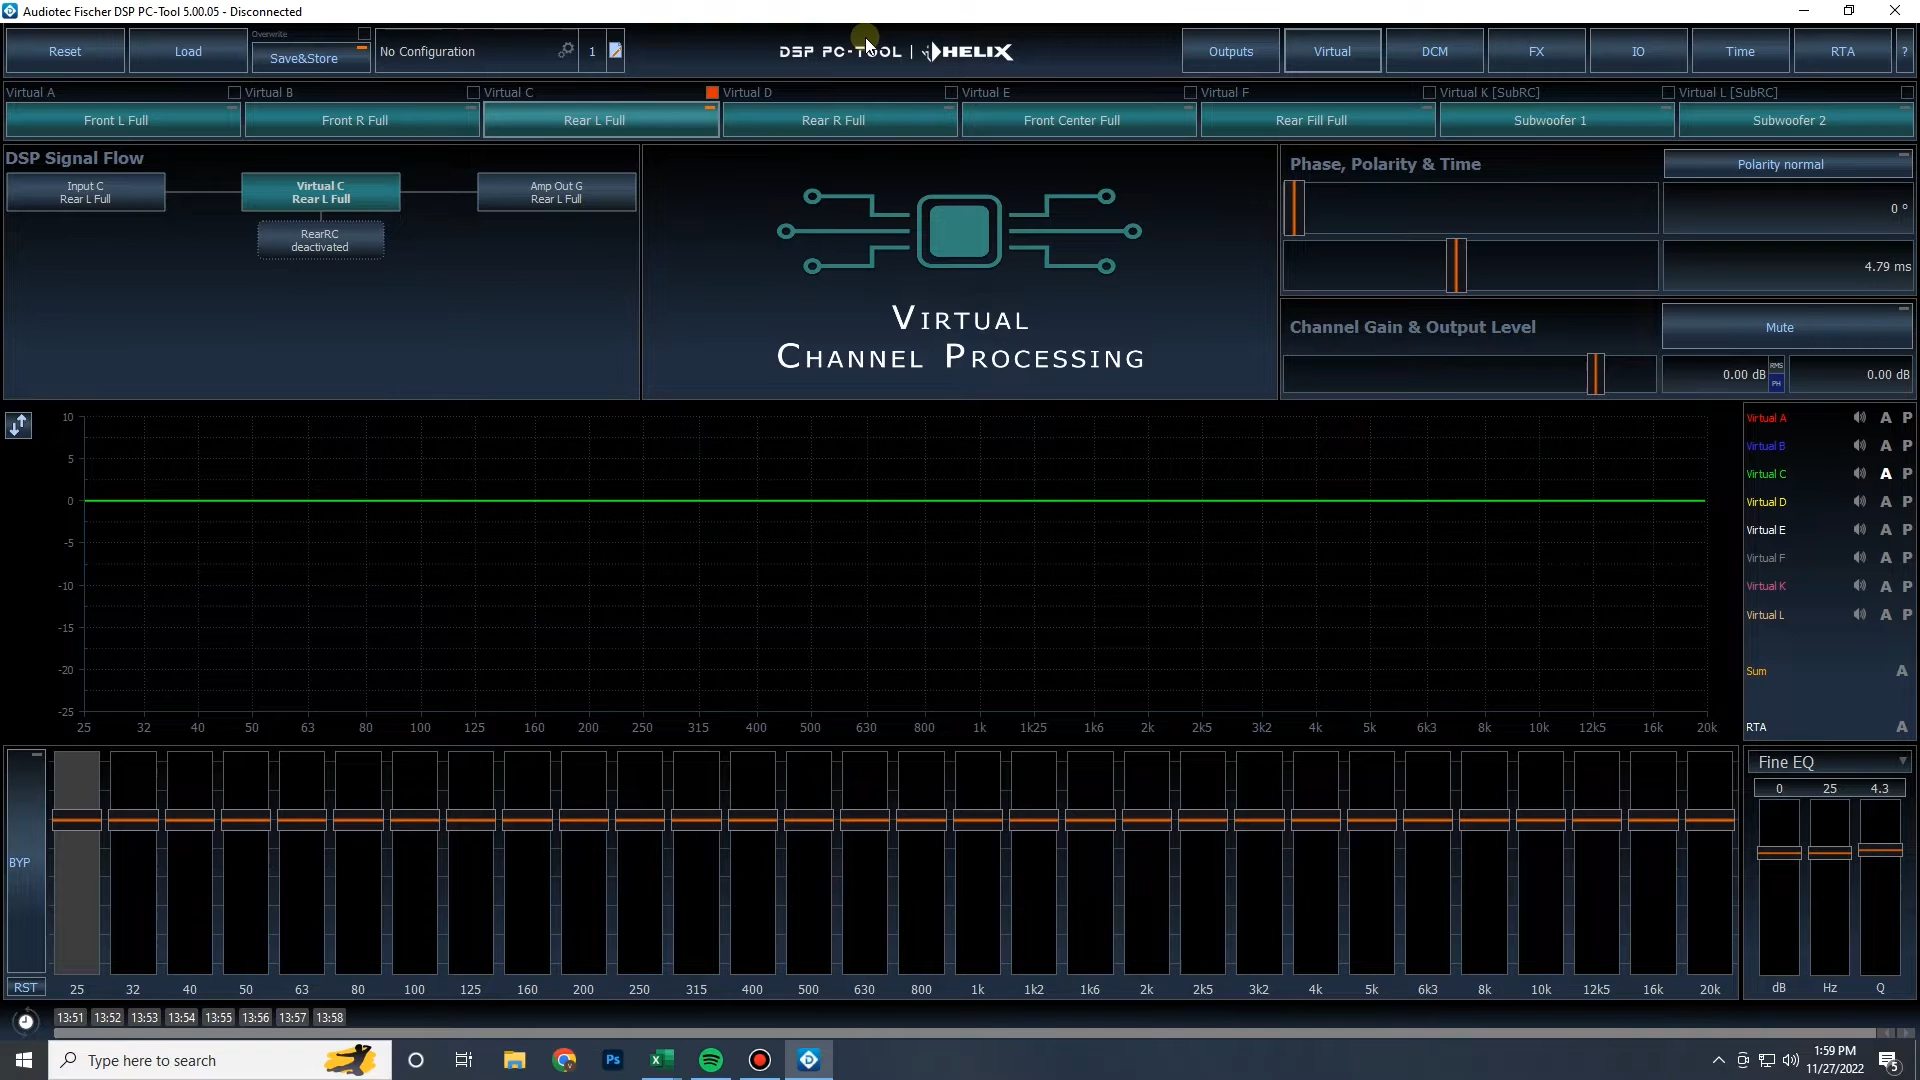 Audiotec Fischer DSP PC-Tool 5.00.05 - Disconnected
Reset
Load
Overwrite
Save&Store
No Configuration
1
DSP PC-TOOL | HELIX
Outputs
Virtual
DCM
FX
IO
Time
RTA
?
Virtual A
Virtual B
Virtual C
Virtual D
Virtual E
Virtual F
Virtual K [SubRC]
Virtual L [SubRC]
Front L Full
Front R Full
Rear L Full
Rear R Full
Front Center Full
Rear Fill Full
Subwoofer 1
Subwoofer 2
DSP Signal Flow
Input C
Rear L Full
Virtual C
Rear L Full
Amp Out G
Rear L Full
RearRC
deactivated
VIRTUAL
CHANNEL PROCESSING
Phase, Polarity & Time
Polarity normal
0 °
4.79 ms
Channel Gain & Output Level
Mute
0.00 dB
RMS
PH
0.00 dB
10
5
0
-5
-10
-15
-20
-25
25 32 40 50 63 80 100 125 160 200 250 315 400 500 630 800 1k 1k25 1k6 2k 2k5 3k2 4k 5k 6k3 8k 10k 12k5 16k 20k
Virtual A A P
Virtual B A P
Virtual C A P
Virtual D A P
Virtual E A P
Virtual F A P
Virtual K A P
Virtual L A P
Sum A
RTA A
BYP
RST
25 32 40 50 63 80 100 125 160 200 250 315 400 500 630 800 1k 1k2 1k6 2k 2k5 3k2 4k 5k 6k3 8k 10k 12k5 16k 20k
Fine EQ
0 25 4.3
dB Hz Q
13:51 13:52 13:53 13:54 13:55 13:56 13:57 13:58
Type here to search
Ps
X
D
1:59 PM
11/27/2022
5